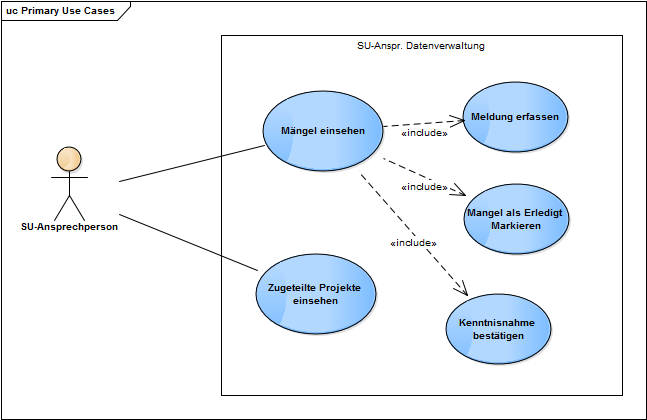 uc Primary Use Cases
SU-Anspr. Datenverwaltung
Mängel einsehen
Meldung erfassen
«include»
«include»
Mangel als Erledigt
Markieren
«include»
SU-Ansprechperson
Zugeteilte Projekte
einsehen
Kenntnisnahme
bestätigen